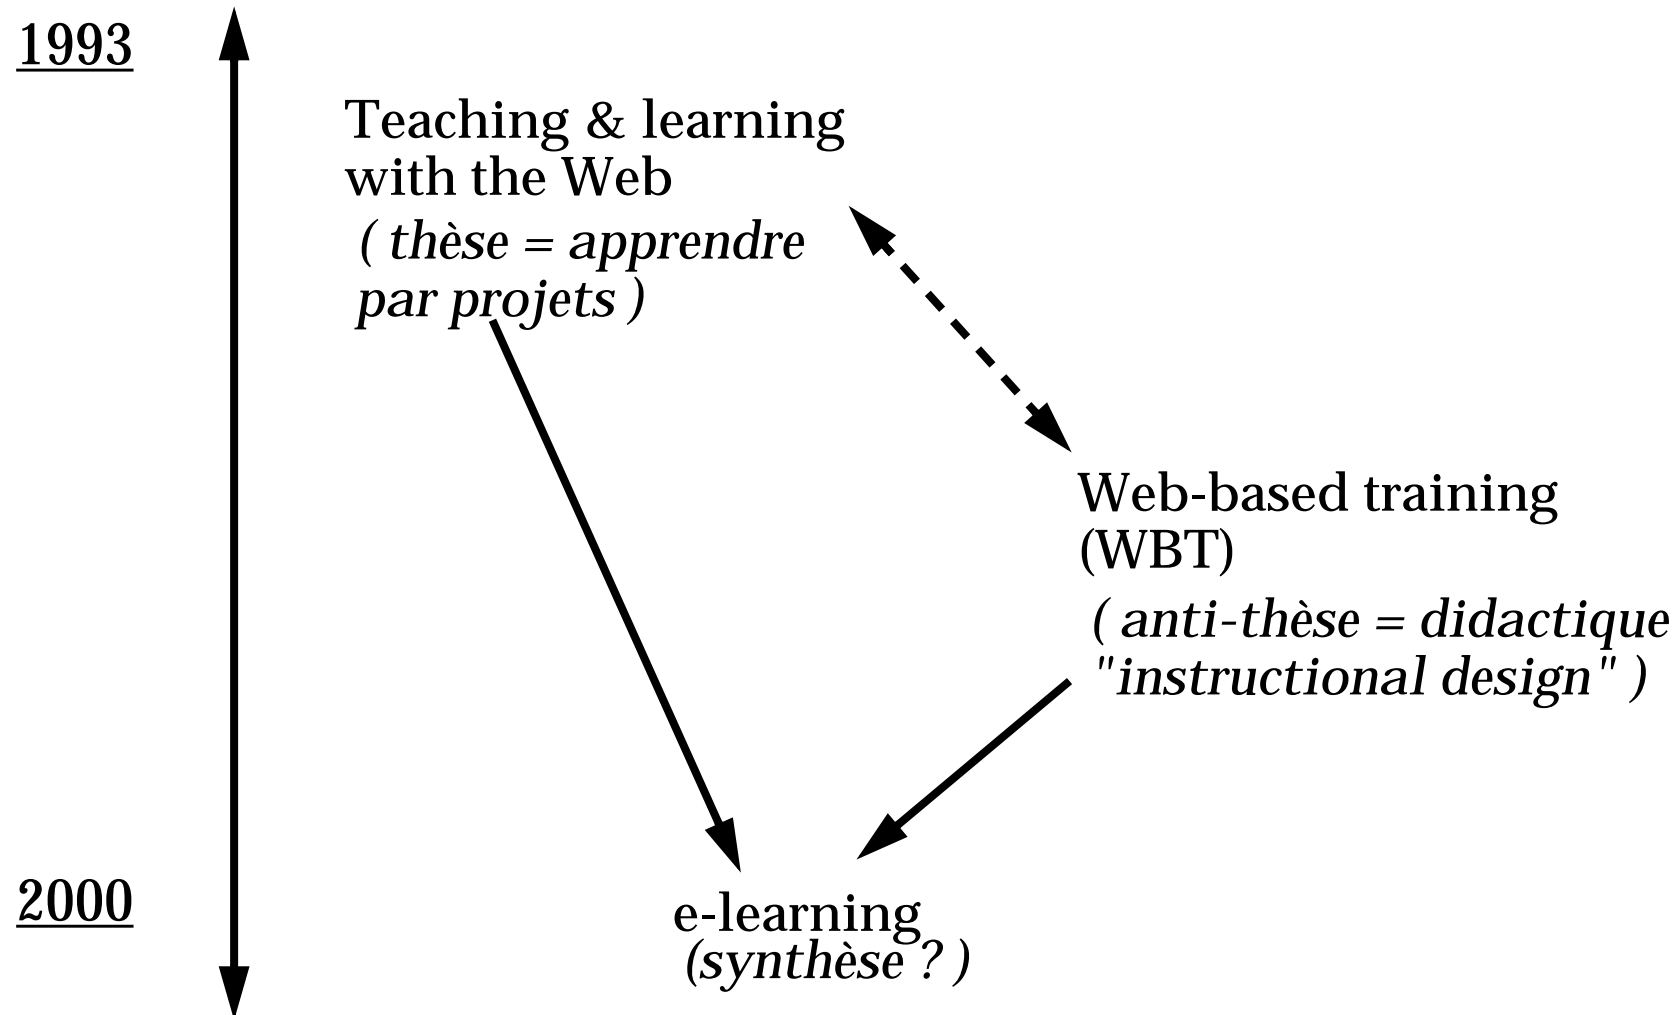 1993
Teaching & learning
with the Web
( thèse = apprendre
par projets )
Web-based training
(WBT)
( anti-thèse = didactique
"instructional design" )
2000
e-learning
(synthèse ? )